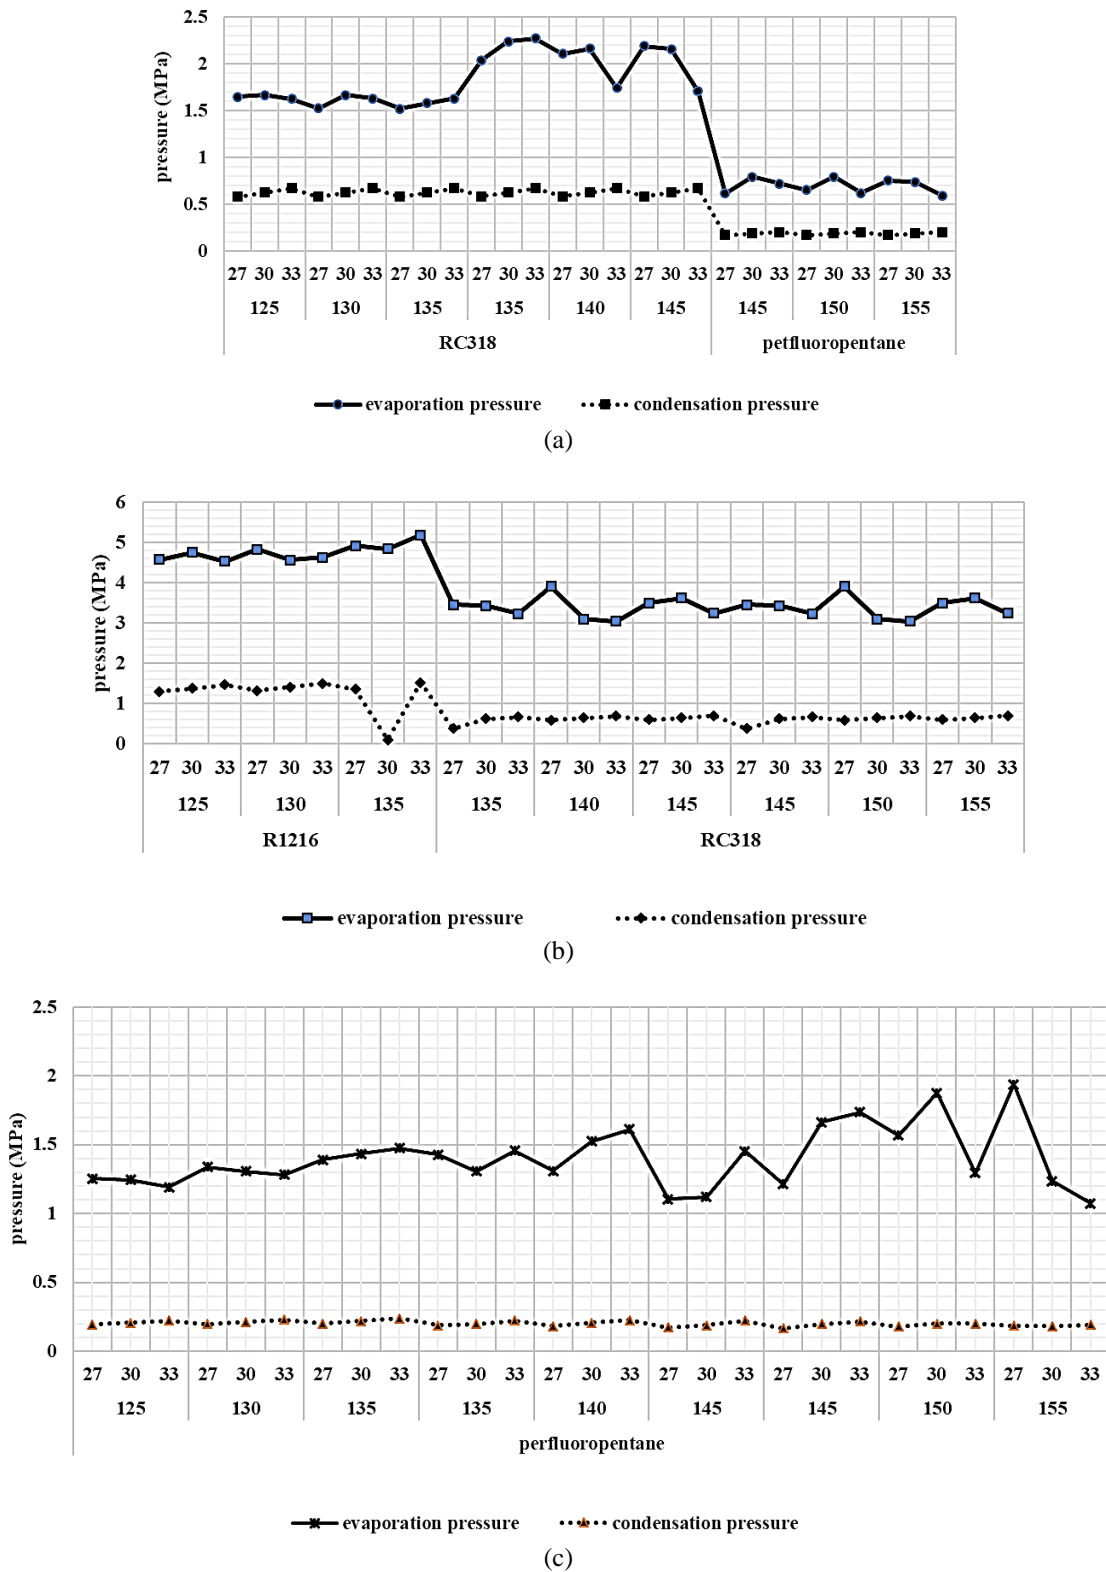 2.5
2
1.5
1
0.5
0
pressure (MPa)
27 30 33 27 30 33 27 30 33 27 30 33 27 30 33 27 30 33 27 30 33 27 30 33 27 30 33
125 130 135 135 140 145 145 150 155
RC318 petfluoropentane
evaporation pressure condensation pressure
(a)
6
5
4
3
2
1
0
pressure (MPa)
27 30 33 27 30 33 27 30 33 27 30 33 27 30 33 27 30 33 27 30 33 27 30 33 27 30 33
125 130 135 135 140 145 145 150 155
R1216 RC318
evaporation pressure condensation pressure
(b)
2.5
2
1.5
1
0.5
0
pressure (MPa)
27 30 33 27 30 33 27 30 33 27 30 33 27 30 33 27 30 33 27 30 33 27 30 33 27 30 33
125 130 135 135 140 145 145 150 155
perfluoropentane
evaporation pressure condensation pressure
(c)